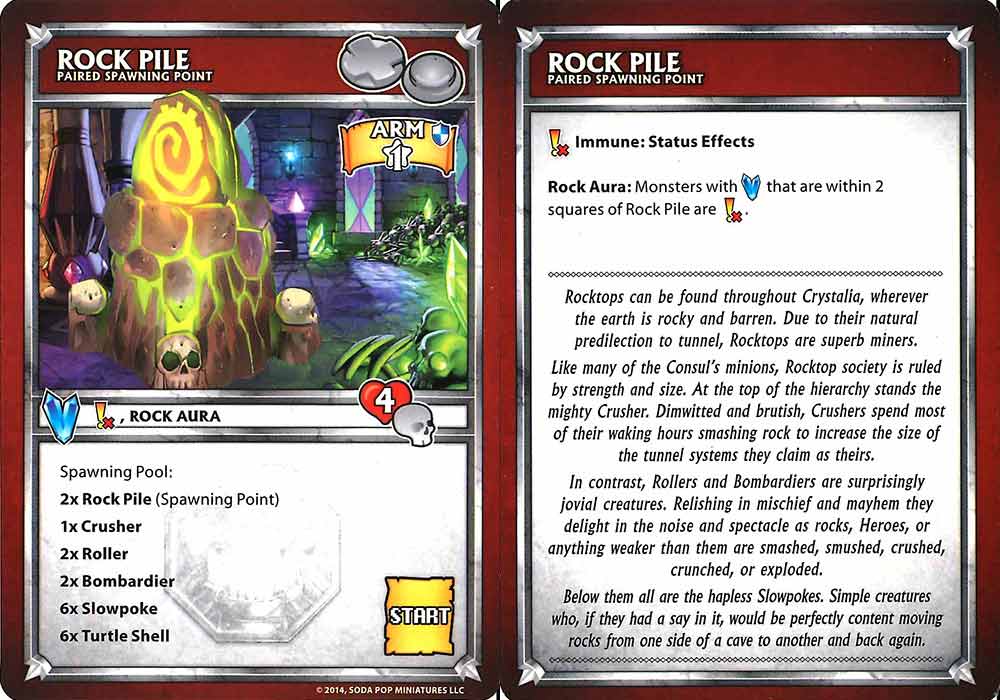 ROCK PILE
PAIRED SPAWNING POINT
ARM
1
, ROCK AURA
4
Spawning Pool:
2x Rock Pile (Spawning Point)
1x Crusher
2x Roller
2x Bombardier
6x Slowpoke
6x Turtle Shell
START
© 2014, SODA POP MINIATURES LLC
ROCK PILE
PAIRED SPAWNING POINT
Immune: Status Effects
Rock Aura: Monsters with that are within 2
squares of Rock Pile are .
Rocktops can be found throughout Crystalia, wherever
the earth is rocky and barren. Due to their natural
predilection to tunnel, Rocktops are superb miners.
Like many of the Consul's minions, Rocktop society is ruled
by strength and size. At the top of the hierarchy stands the
mighty Crusher. Dimwitted and brutish, Crushers spend most
of their waking hours smashing rock to increase the size of
the tunnel systems they claim as theirs.
In contrast, Rollers and Bombardiers are surprisingly
jovial creatures. Relishing in mischief and mayhem they
delight in the noise and spectacle as rocks, Heroes, or
anything weaker than them are smashed, smushed, crushed,
crunched, or exploded.
Below them all are the hapless Slowpokes. Simple creatures
who, if they had a say in it, would be perfectly content moving
rocks from one side of a cave to another and back again.